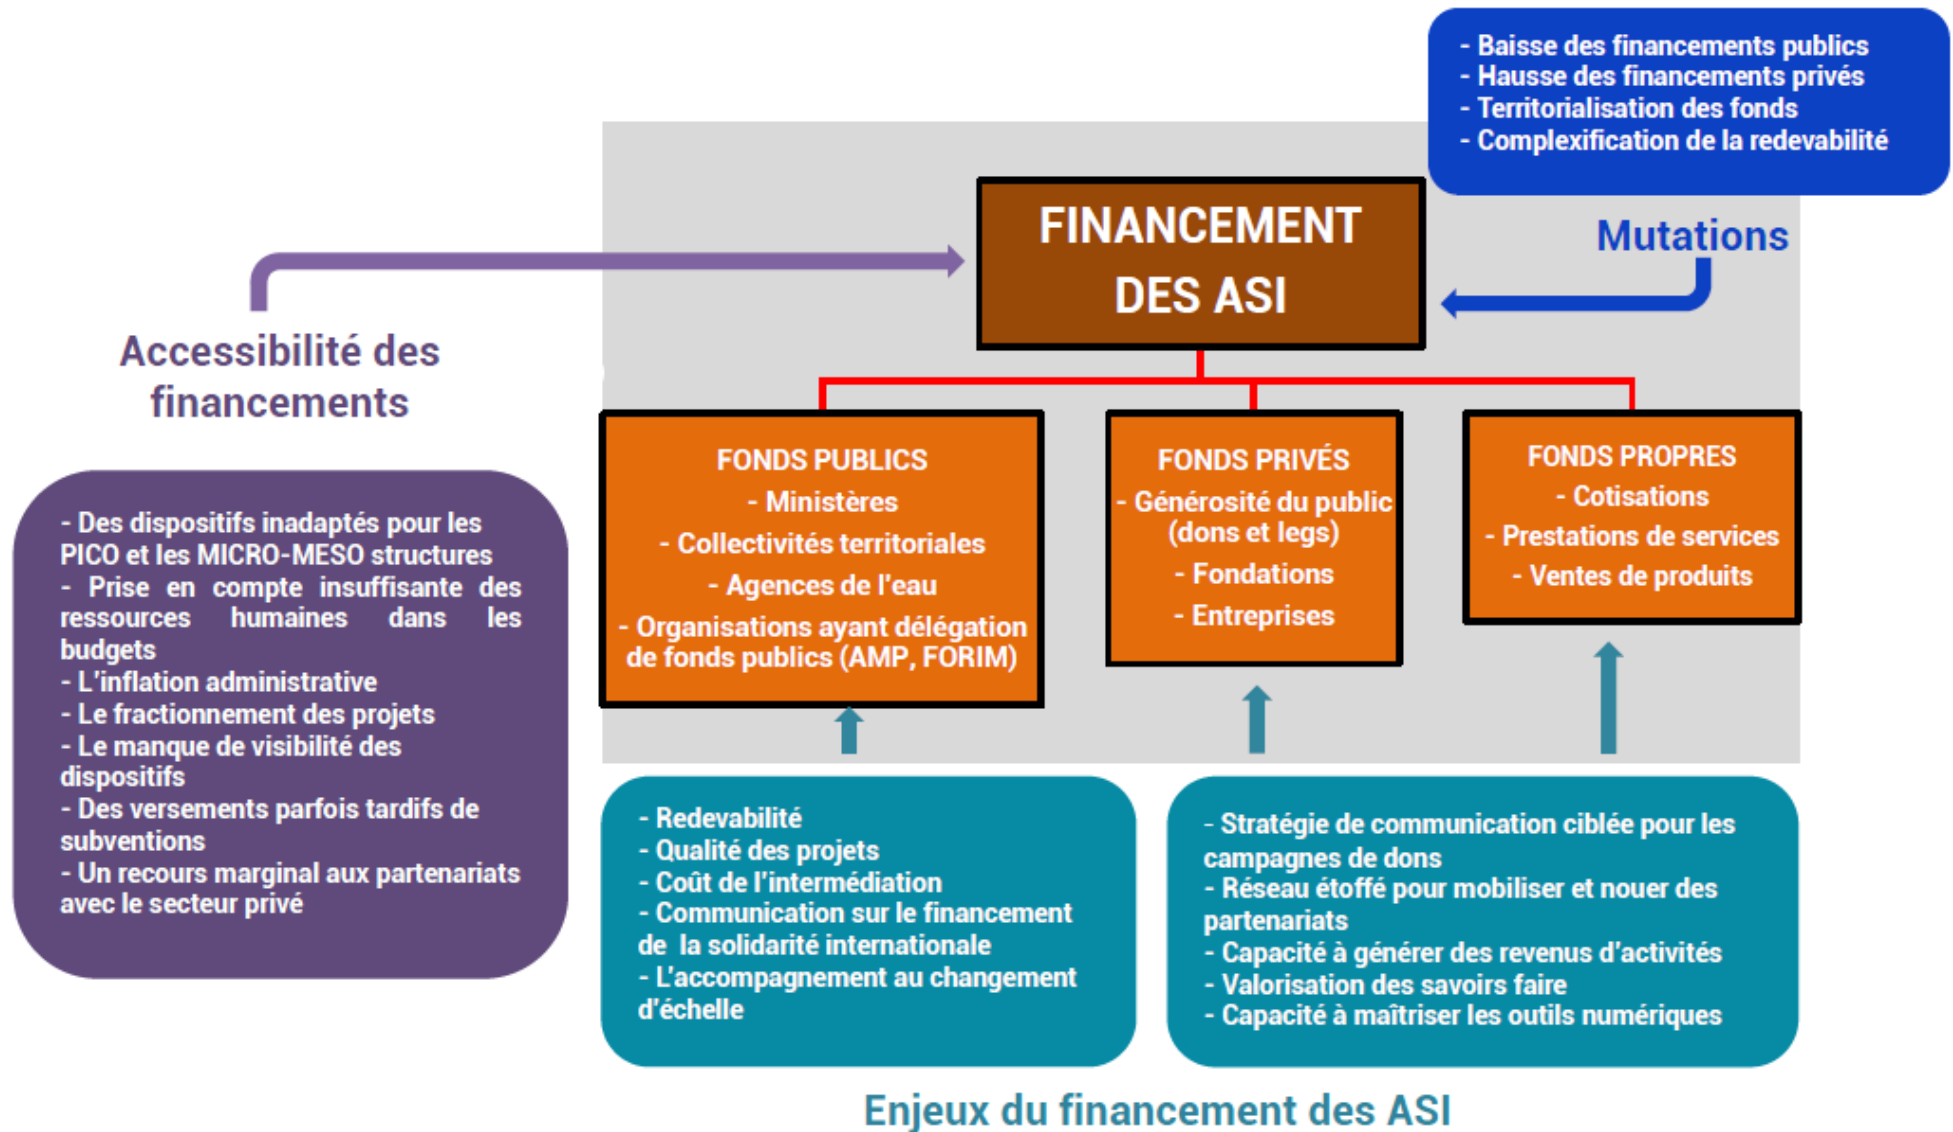 - Baisse des financements publics
- Hausse des financements privés
- Territorialisation des fonds
- Complexification de la redevabilité
Mutations
FINANCEMENT
DES ASI
Accessibilité des
financements
- Des dispositifs inadaptés pour les
PICO et les MICRO-MESO structures
- Prise en compte insuffisante des
ressources humaines dans les
budgets
- L'inflation administrative
- Le fractionnement des projets
- Le manque de visibilité des
dispositifs
- Des versements parfois tardifs de
subventions
- Un recours marginal aux partenariats
avec le secteur privé
FONDS PUBLICS
- Ministères
- Collectivités territoriales
- Agences de l'eau
- Organisations ayant délégation
de fonds publics (AMP, FORIM)
FONDS PRIVÉS
- Générosité du public
(dons et legs)
- Fondations
- Entreprises
FONDS PROPRES
- Cotisations
- Prestations de services
- Ventes de produits
- Redevabilité
- Qualité des projets
- Coût de l'intermédiation
- Communication sur le financement
de la solidarité internationale
- L'accompagnement au changement
d'échelle
- Stratégie de communication ciblée pour les
campagnes de dons
- Réseau étoffé pour mobiliser et nouer des
partenariats
- Capacité à générer des revenus d'activités
- Valorisation des savoirs faire
- Capacité à maîtriser les outils numériques
Enjeux du financement des ASI